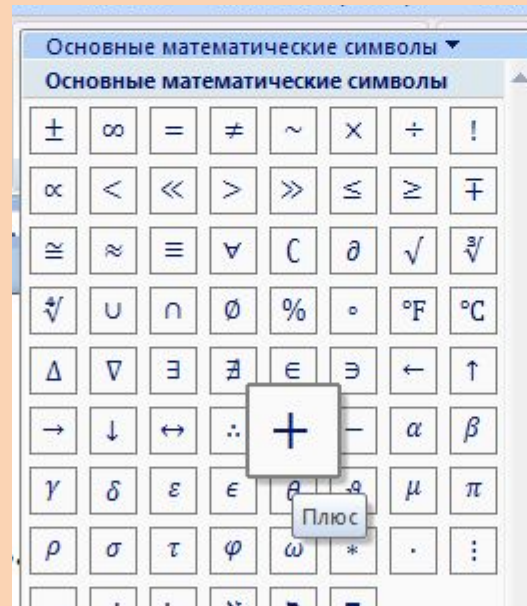 Основные математические символы
Основные математические символы
± ∞ = ≠ ~ × ÷ !
∝ < ≪ > ≫ ≤ ≥ ∓
≅ ≈ ≡ ∀ ∁ ∂ √ ∛
∜ ∪ ∩ ∅ % ° °F °C
∆ ∇ ∃ ∄ ∈ ∋ ← ↑
→ ↓ ↔ ∴ + − α β
γ δ ε ϵ θ ϑ μ π
Плюс
ρ σ τ φ ω * ∙ ⋮